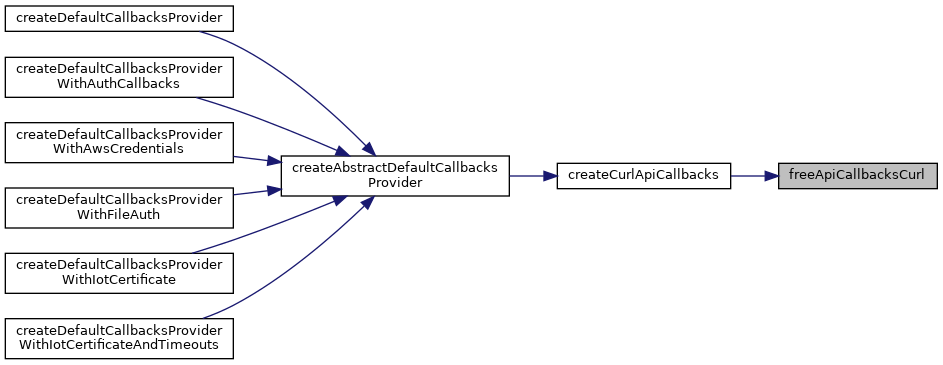 createDefaultCallbacksProvider
createDefaultCallbacksProvider
WithAuthCallbacks
createDefaultCallbacksProvider
WithAwsCredentials
createDefaultCallbacksProvider
WithFileAuth
createDefaultCallbacksProvider
WithIotCertificate
createDefaultCallbacksProvider
WithIotCertificateAndTimeouts
createAbstractDefaultCallbacks
Provider
createCurlApiCallbacks
freeApiCallbacksCurl